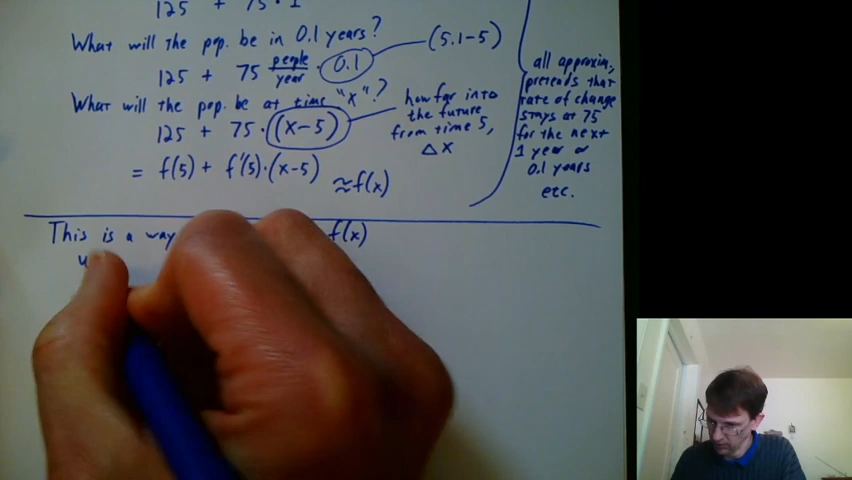 125 + 75 · 1
What will the pop. be in 0.1 years?
125 + 75 people/year · 0.1
(5.1-5)
What will the pop. be at time "x"?
125 + 75 · (x-5)
how far into
the future
from time 5,
Δx
= f(5) + f'(5)·(x-5) ≈ f(x)
all approxim,
pretends that
rate of change
stays at 75
for the next
1 year or
0.1 years
etc.
This is a way
f(x)